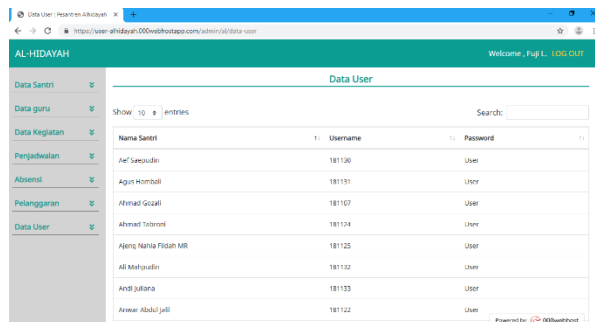 Data User | Pesantren Alhidayah
https://user-alhidayah.000webhostapp.com/admin/al/data-user
AL-HIDAYAH
Welcome , Fuji L. LOG OUT
Data Santri
Data guru
Data Kegiatan
Penjadwalan
Absensi
Pelanggaran
Data User
Data User
Show 10 entries
Search:
Nama Santri Username Password
Aef Saepudin 181130 User
Agus Hambali 181131 User
Ahmad Gozali 181107 User
Ahmad Tabroni 181124 User
Ajeng Nahla Fildah MR 181125 User
Ali Mahpudin 181132 User
Andi Juliana 181133 User
Anwar Abdul Jalil 181122 User
Powered by 000webhost